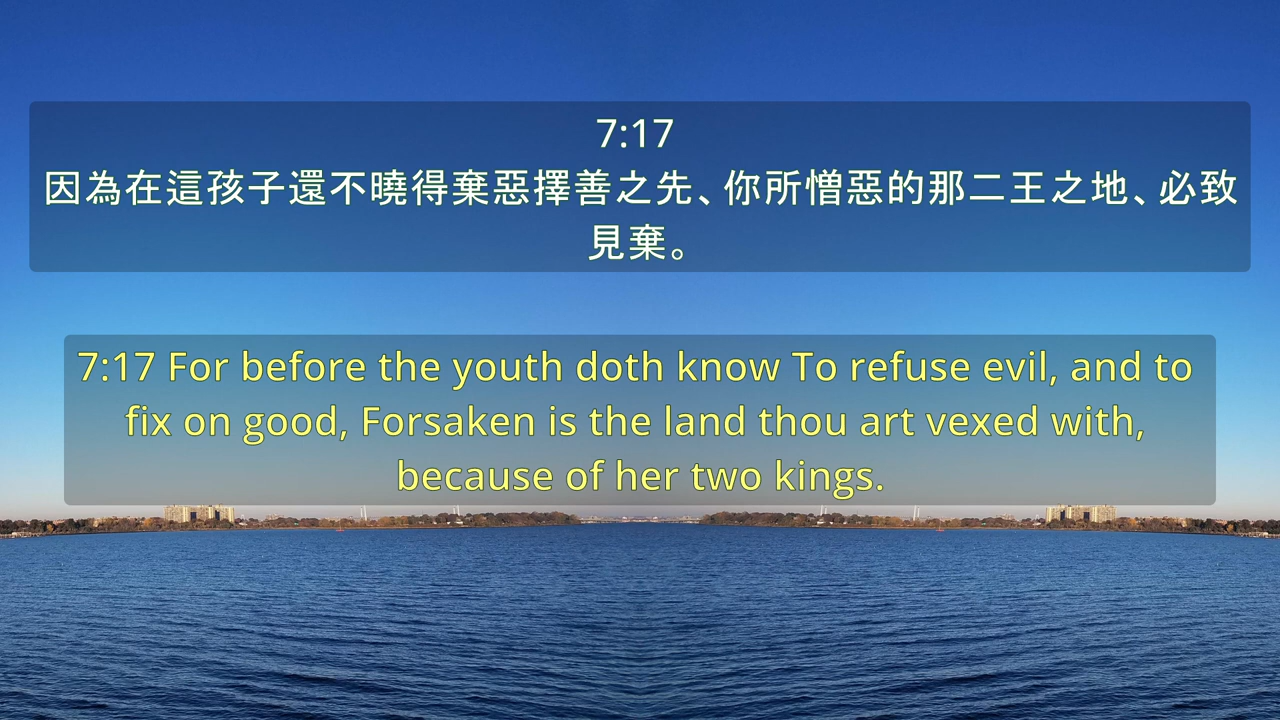 7:17
因為在這孩子還不曉得棄惡擇善之先、你所憎惡的那二王之地、必致
見棄。
7:17 For before the youth doth know To refuse evil, and to
fix on good, Forsaken is the land thou art vexed with,
because of her two kings.